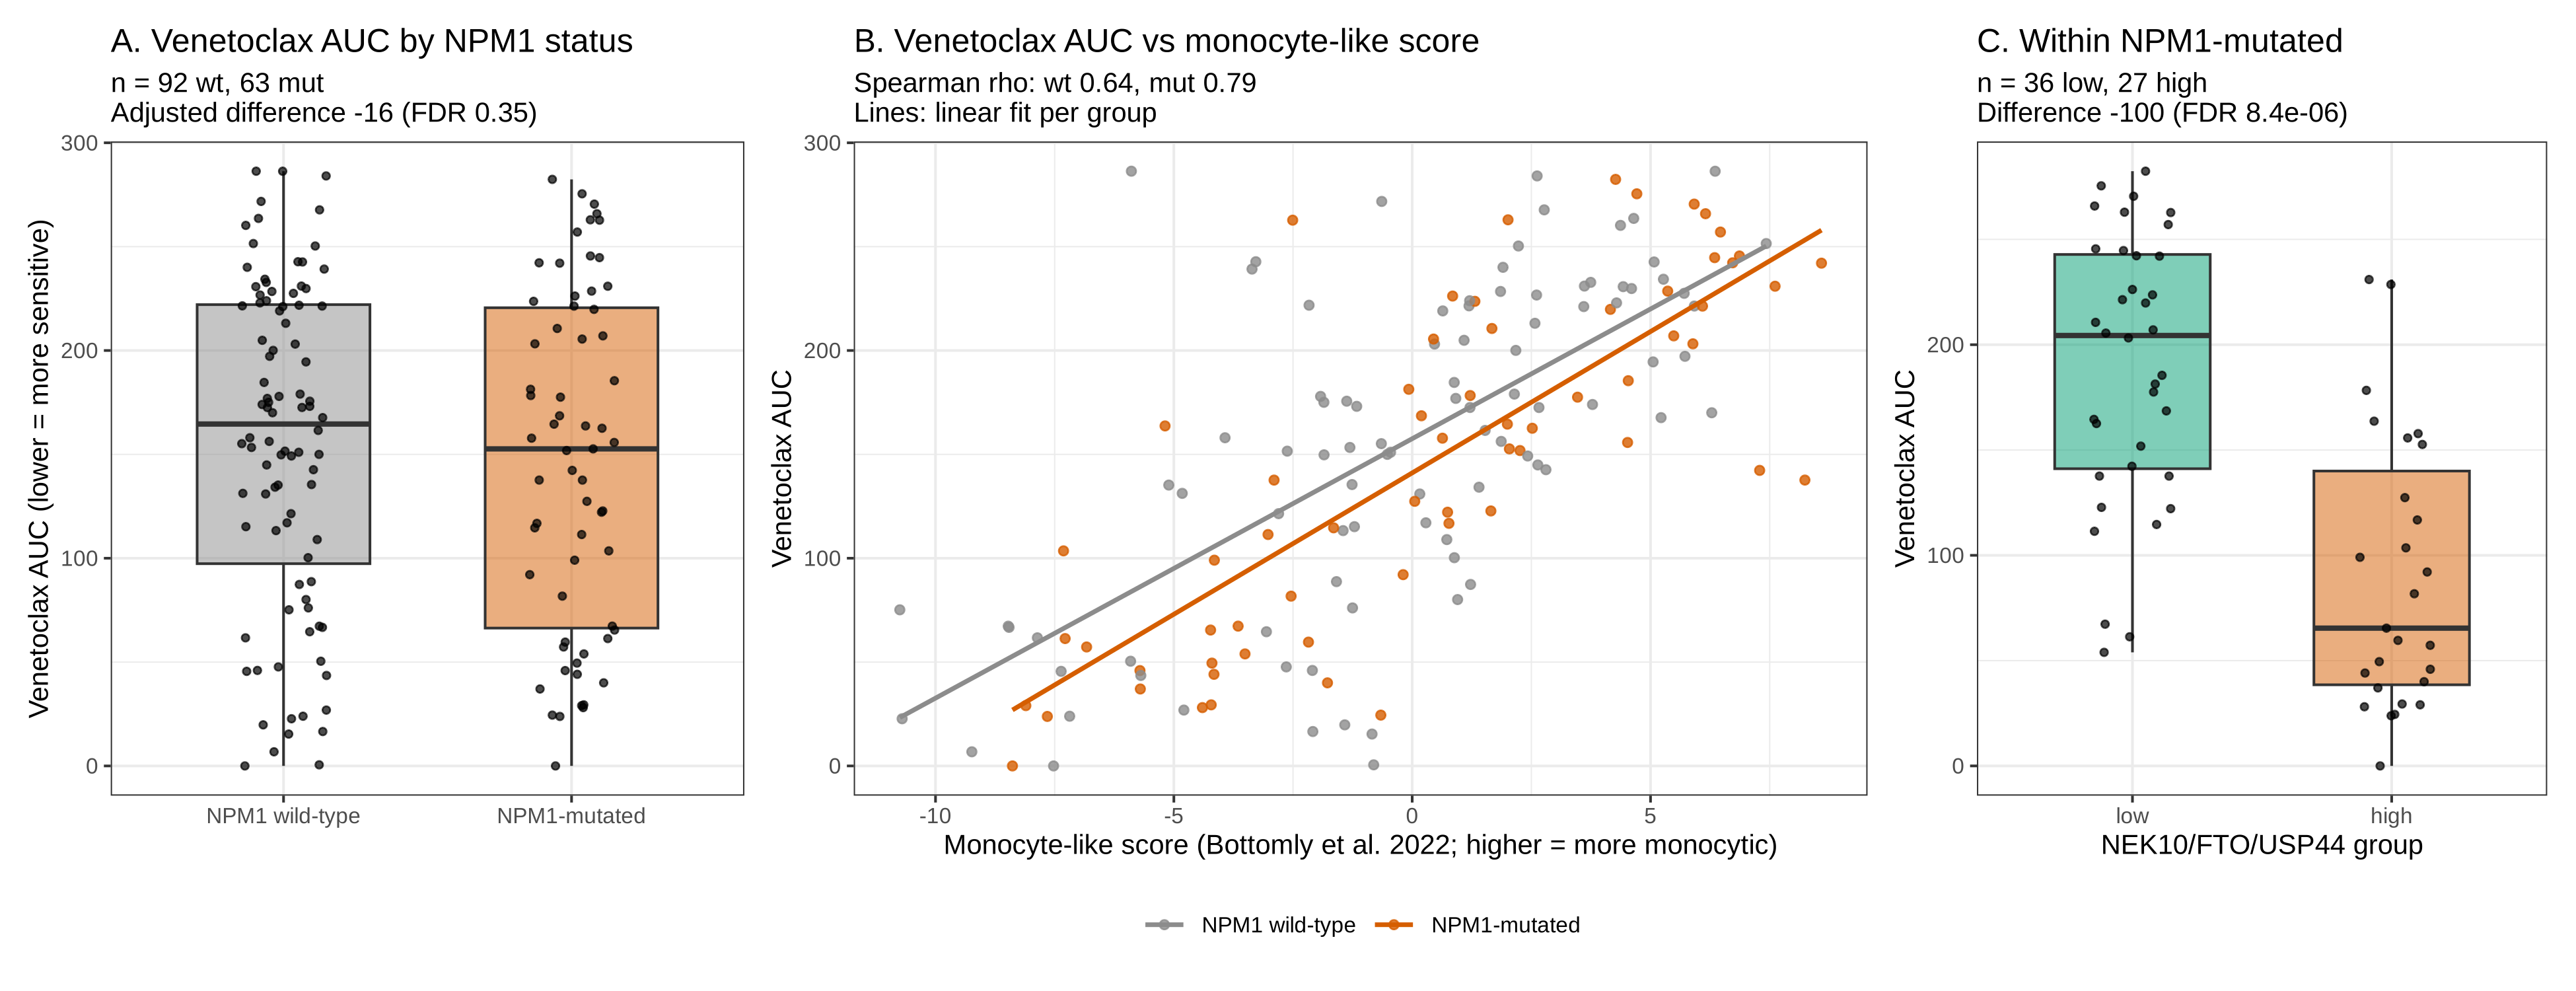 A. Venetoclax AUC by NPM1 status
n = 92 wt, 63 mut
Adjusted difference -16 (FDR 0.35)
Venetoclax AUC (lower = more sensitive)
300
200
100
0
NPM1 wild-type
NPM1-mutated
B. Venetoclax AUC vs monocyte-like score
Spearman rho: wt 0.64, mut 0.79
Lines: linear fit per group
Venetoclax AUC
300
200
100
0
-10
-5
0
5
Monocyte-like score (Bottomly et al. 2022; higher = more monocytic)
C. Within NPM1-mutated
n = 36 low, 27 high
Difference -100 (FDR 8.4e-06)
Venetoclax AUC
200
100
0
low
high
NEK10/FTO/USP44 group
NPM1 wild-type
NPM1-mutated